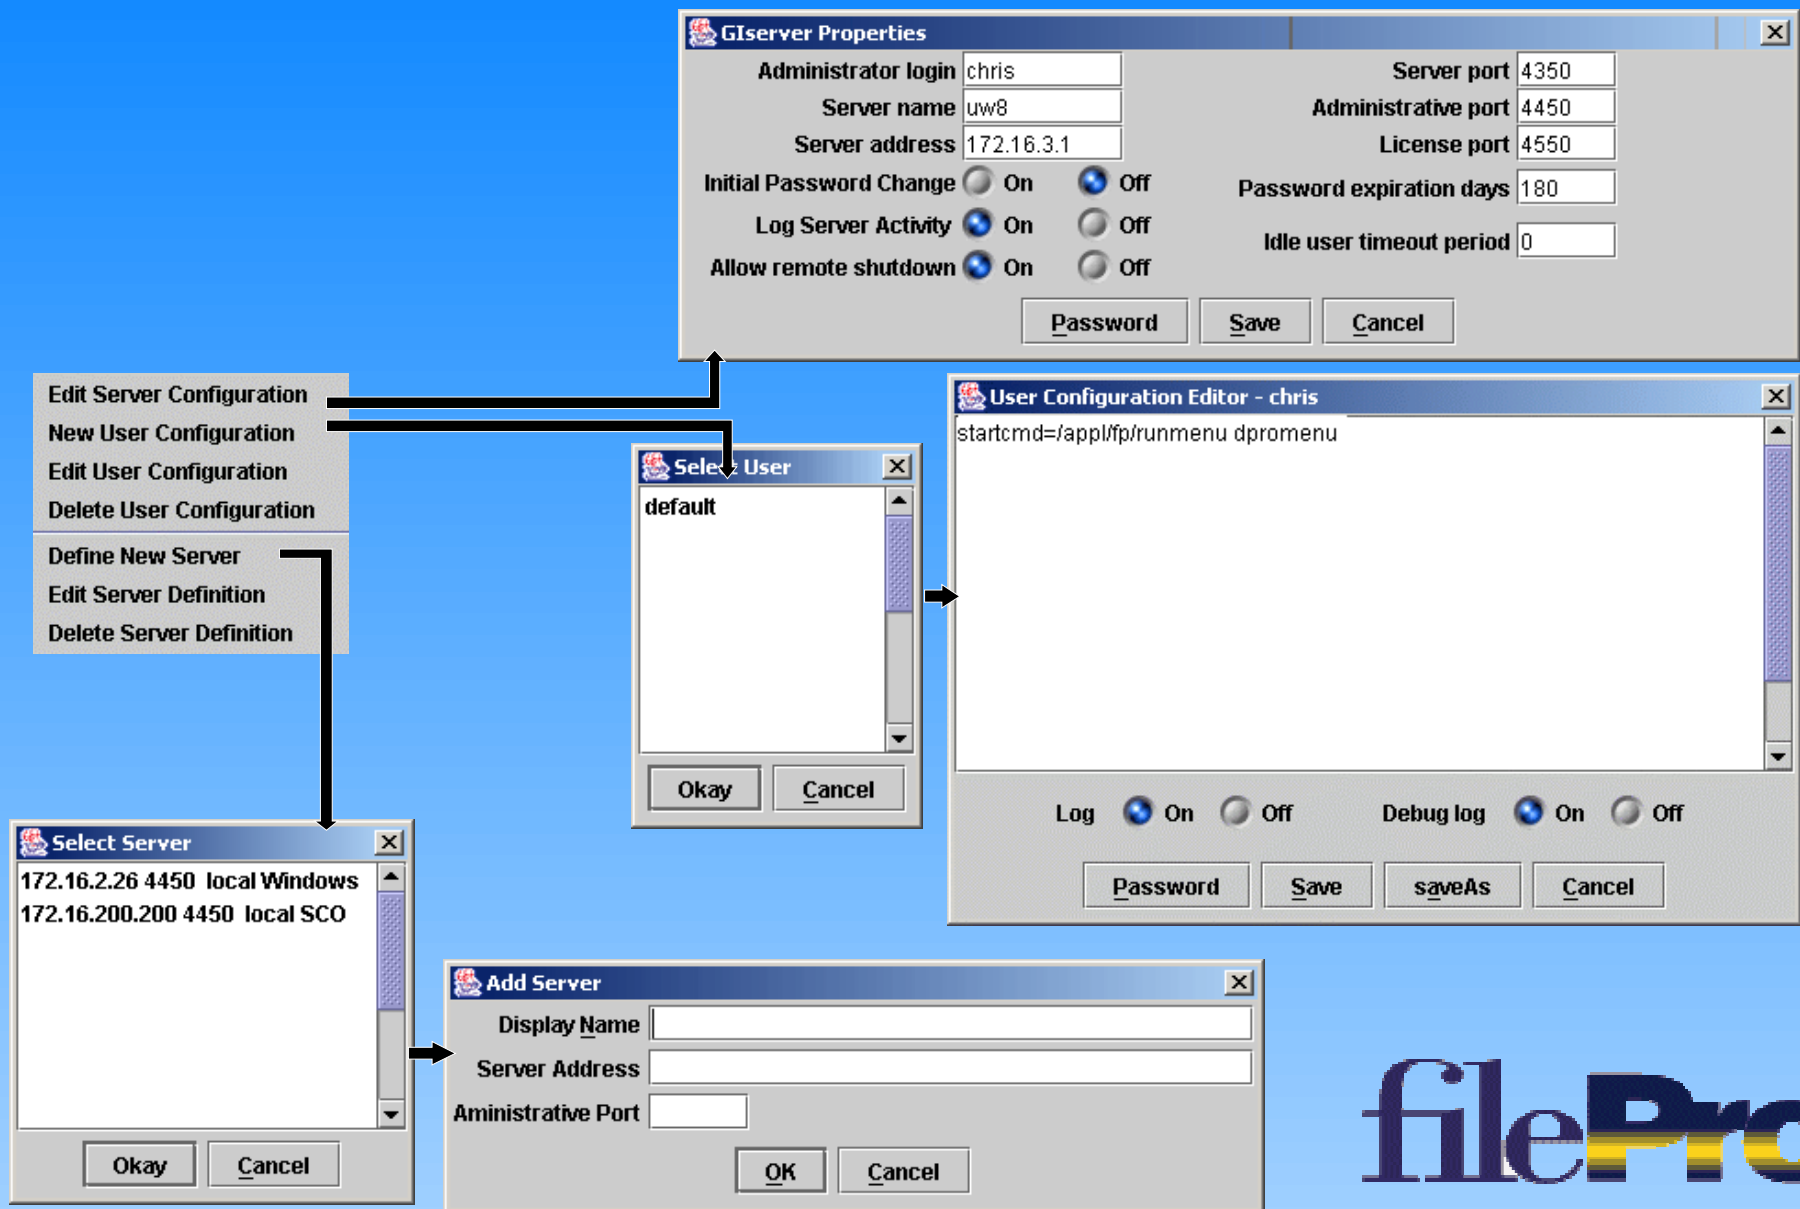 GIserver Properties
Administrator login chris
Server port 4350
Server name uw8
Administrative port 4450
Server address 172.16.3.1
License port 4550
Initial Password Change On Off
Password expiration days 180
Log Server Activity On Off
Idle user timeout period 0
Allow remote shutdown On Off
Password Save Cancel
Edit Server Configuration
New User Configuration
Edit User Configuration
Delete User Configuration
Define New Server
Edit Server Definition
Delete Server Definition
Select User
default
Okay Cancel
User Configuration Editor - chris
startcmd=/appl/fp/runmenu dpromenu
Log On Off Debug log On Off
Password Save saveAs Cancel
Select Server
172.16.2.26 4450 local Windows
172.16.200.200 4450 local SCO
Okay Cancel
Add Server
Display Name
Server Address
Aministrative Port
OK Cancel
filePro